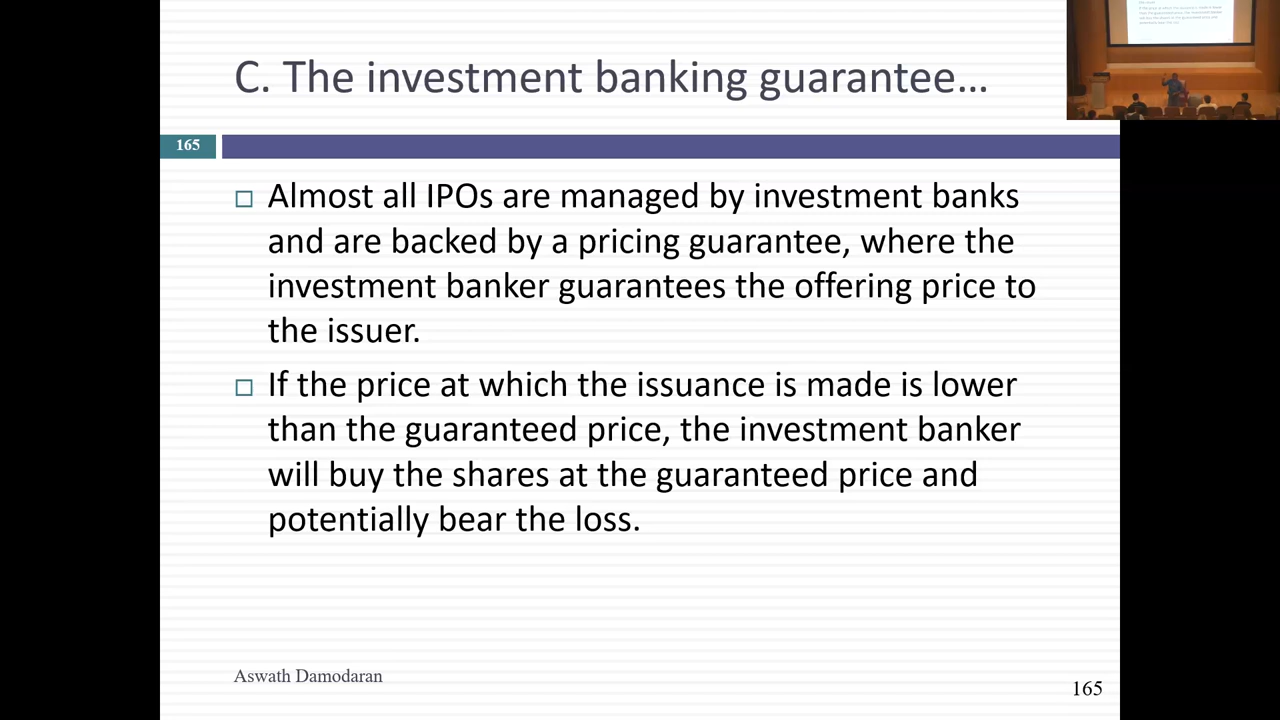 C. The investment banking guarantee…
165
□ Almost all IPOs are managed by investment banks
and are backed by a pricing guarantee, where the
investment banker guarantees the offering price to
the issuer.
□ If the price at which the issuance is made is lower
than the guaranteed price, the investment banker
will buy the shares at the guaranteed price and
potentially bear the loss.
Aswath Damodaran
165